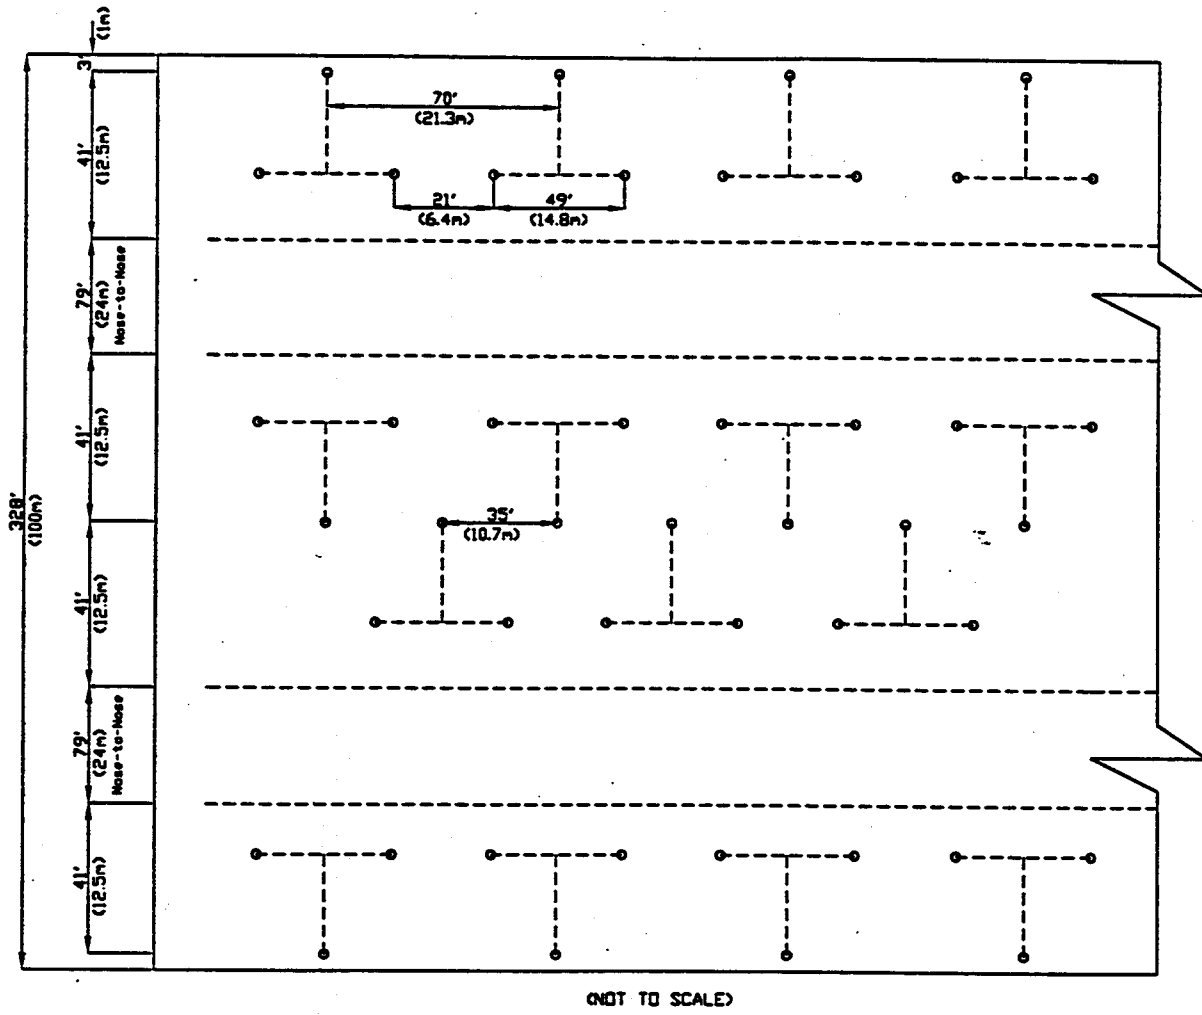 (1m)
3'
70'
(21.3m)
41'
(12.5m)
21'
(6.4m)
49'
(14.8m)
79'
(24m)
Nose-to-Nose
41'
(12.5m)
328'
(100m)
35'
(10.7m)
41'
(12.5m)
79'
(24m)
Nose-to-Nose
41'
(12.5m)
(NOT TO SCALE)